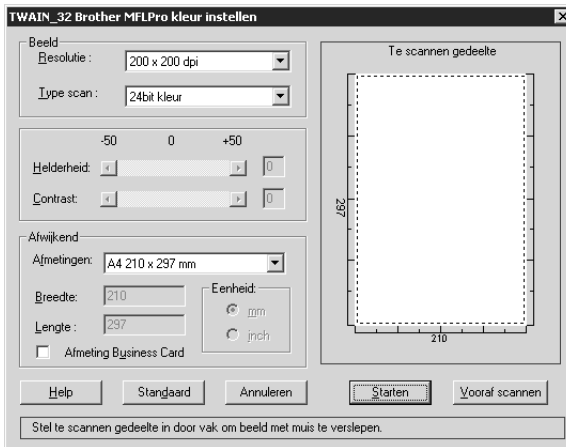 TWAIN_32 Brother MFLPro kleur instellen
Beeld
Resolutie : 200 x 200 dpi
Type scan : 24bit kleur
-50 0 +50
Helderheid: 0
Contrast: 0
Afwijkend
Afmetingen: A4 210 x 297 mm
Breedte: 210
Lengte : 297
Eenheid:
mm
inch
Afmeting Business Card
Te scannen gedeelte
297
210
Help Standaard Annuleren Starten Vooraf scannen
Stel te scannen gedeelte in door vak om beeld met muis te verslepen.